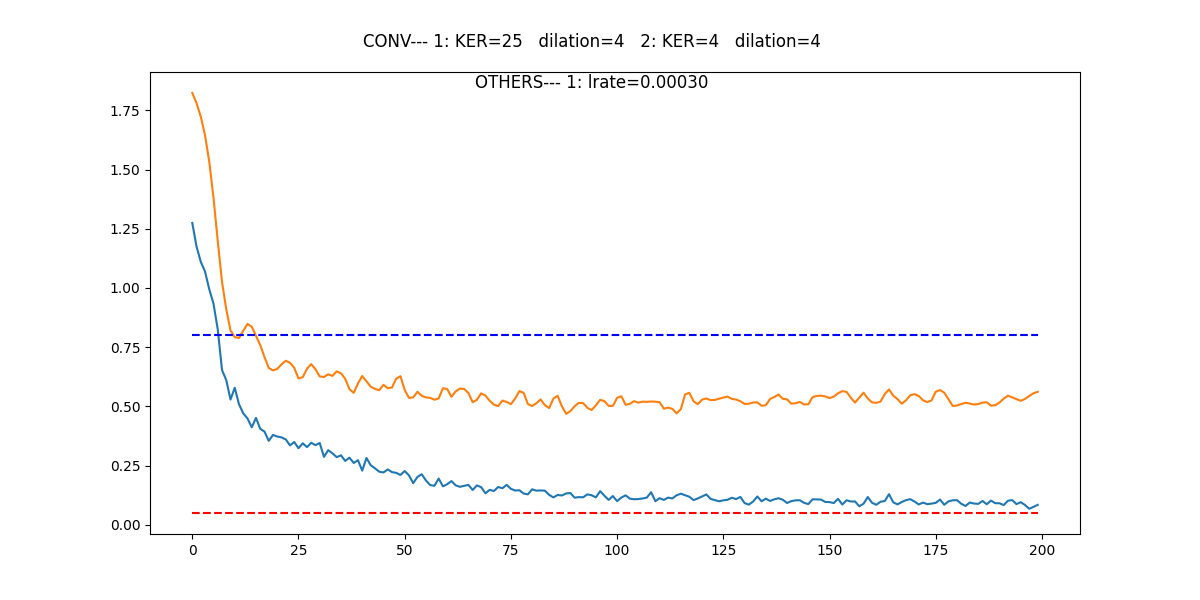 CONV--- 1: KER=25   dilation=4   2: KER=4   dilation=4
OTHERS--- 1: lrate=0.00030
1.75
1.50
1.25
1.00
0.75
0.50
0.25
0.00
0 25 50 75 100 125 150 175 200